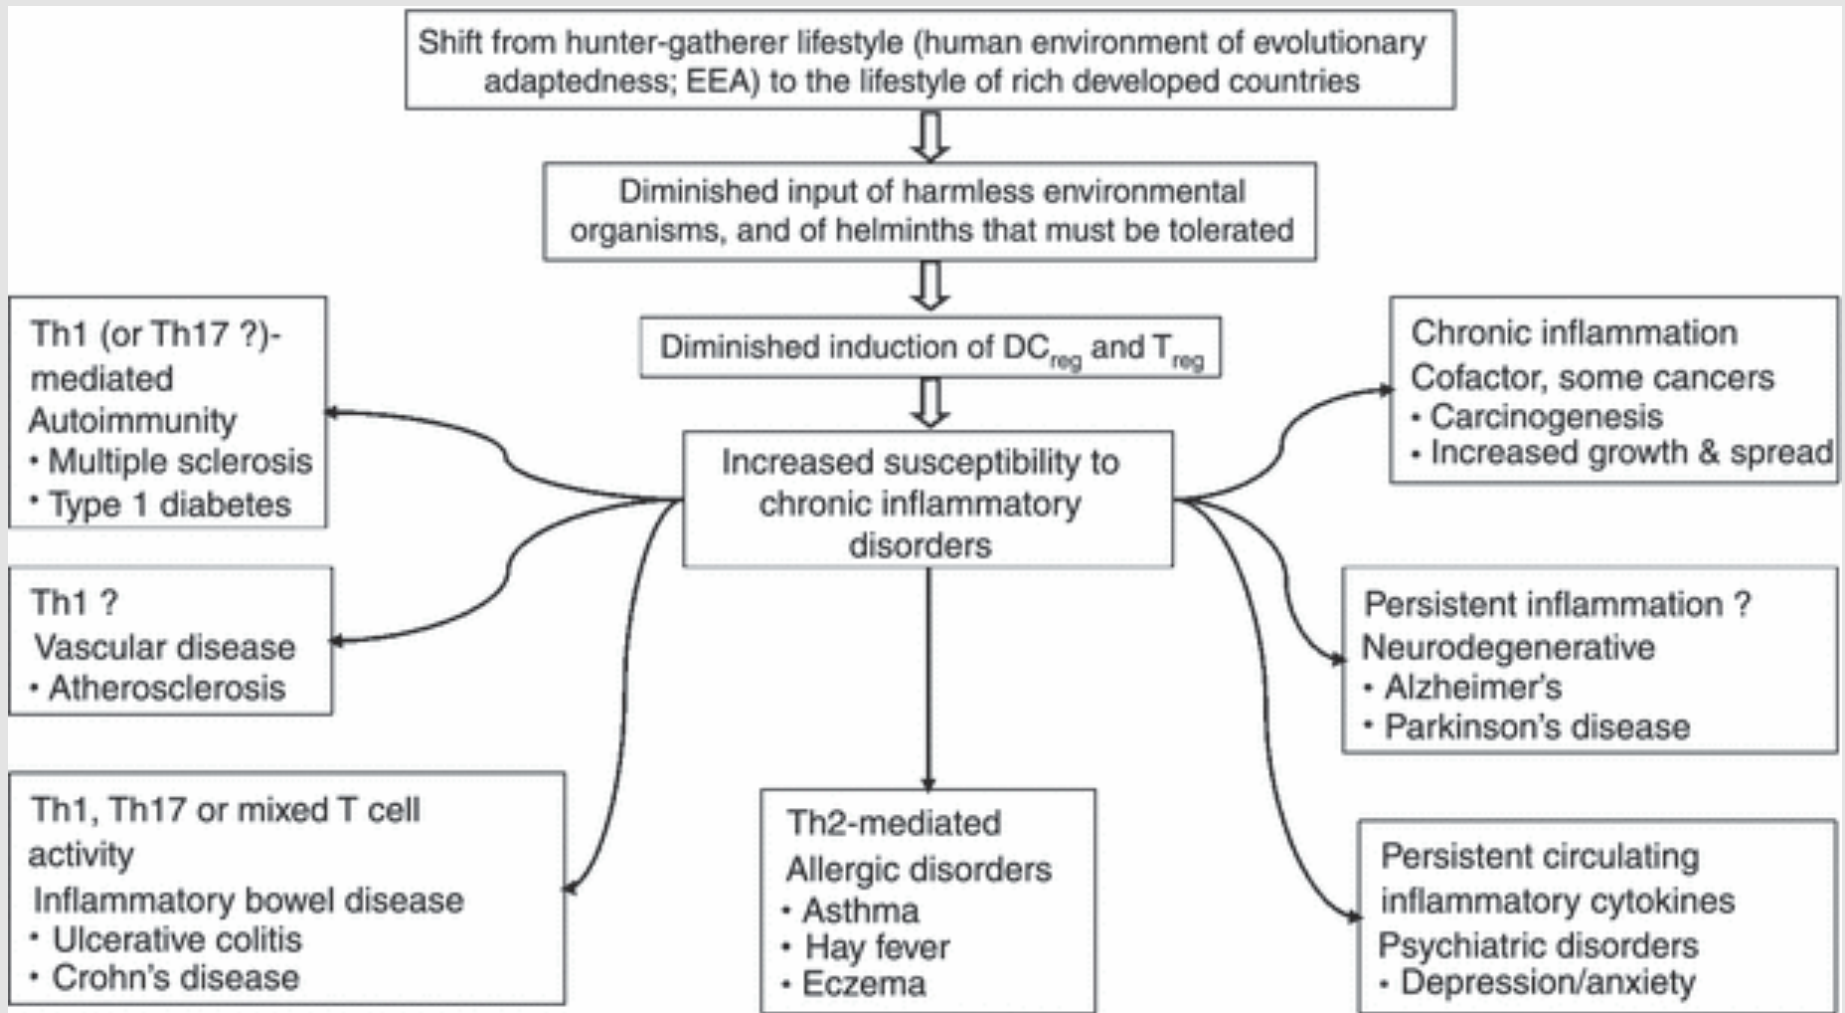 Shift from hunter-gatherer lifestyle (human environment of evolutionary
adaptedness; EEA) to the lifestyle of rich developed countries
Diminished input of harmless environmental
organisms, and of helminths that must be tolerated
Diminished induction of DCreg and Treg
Increased susceptibility to
chronic inflammatory
disorders
Th1 (or Th17 ?)-
mediated
Autoimmunity
• Multiple sclerosis
• Type 1 diabetes
Th1 ?
Vascular disease
• Atherosclerosis
Th1, Th17 or mixed T cell
activity
Inflammatory bowel disease
• Ulcerative colitis
• Crohn's disease
Th2-mediated
Allergic disorders
• Asthma
• Hay fever
• Eczema
Chronic inflammation
Cofactor, some cancers
• Carcinogenesis
• Increased growth & spread
Persistent inflammation ?
Neurodegenerative
• Alzheimer's
• Parkinson's disease
Persistent circulating
inflammatory cytokines
Psychiatric disorders
• Depression/anxiety